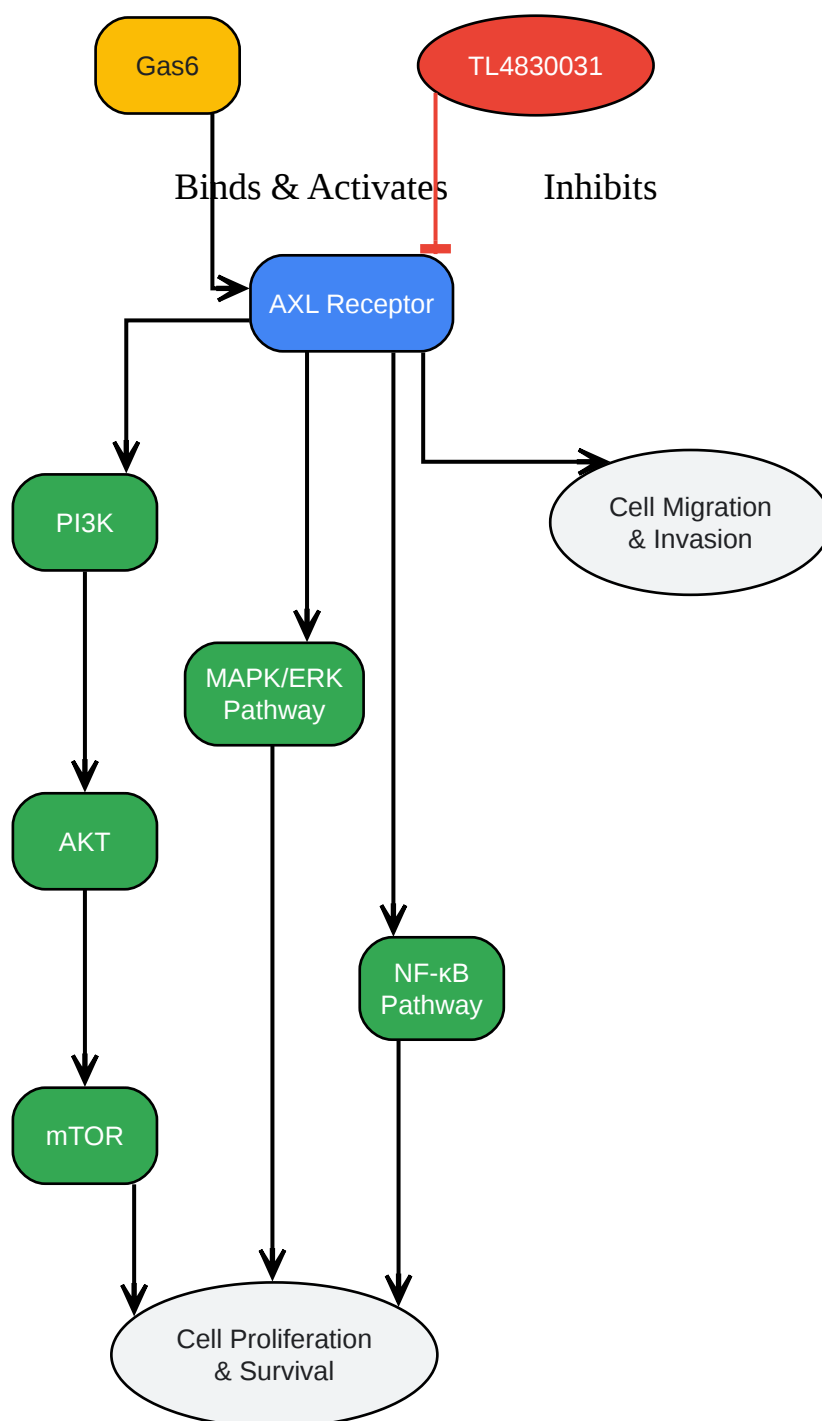 Gas6
TL4830031
Binds & Activates
Inhibits
AXL Receptor
Cell Migration
& Invasion
PI3K
MAPK/ERK
Pathway
AKT
NF-κB
Pathway
mTOR
Cell Proliferation
& Survival